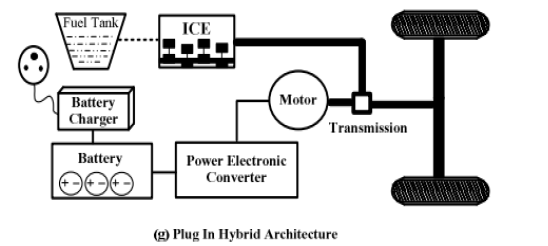 Fuel Tank
ICE
Battery
Charger
Motor
Transmission
Battery
+ - + - + -
Power Electronic
Converter
(g) Plug In Hybrid Architecture